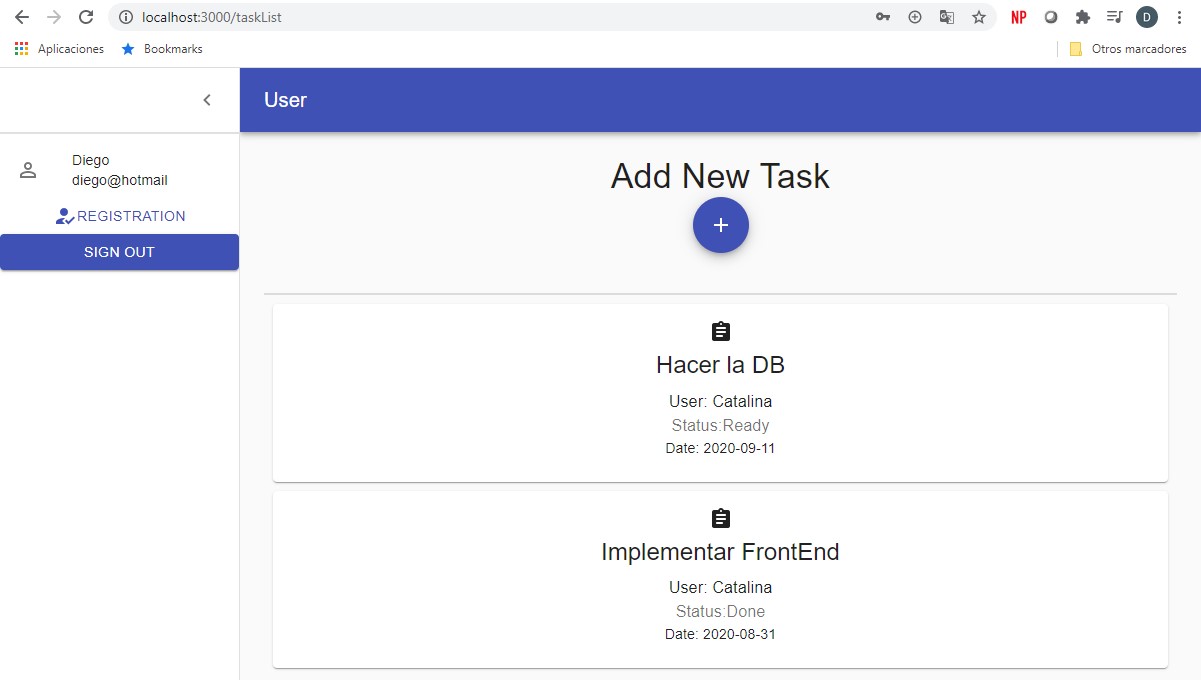 localhost:3000/taskList
NP
D
Aplicaciones
Bookmarks
Otros marcadores
User
Diego
diego@hotmail
REGISTRATION
SIGN OUT
Add New Task
+
Hacer la DB
User: Catalina
Status:Ready
Date: 2020-09-11
Implementar FrontEnd
User: Catalina
Status:Done
Date: 2020-08-31